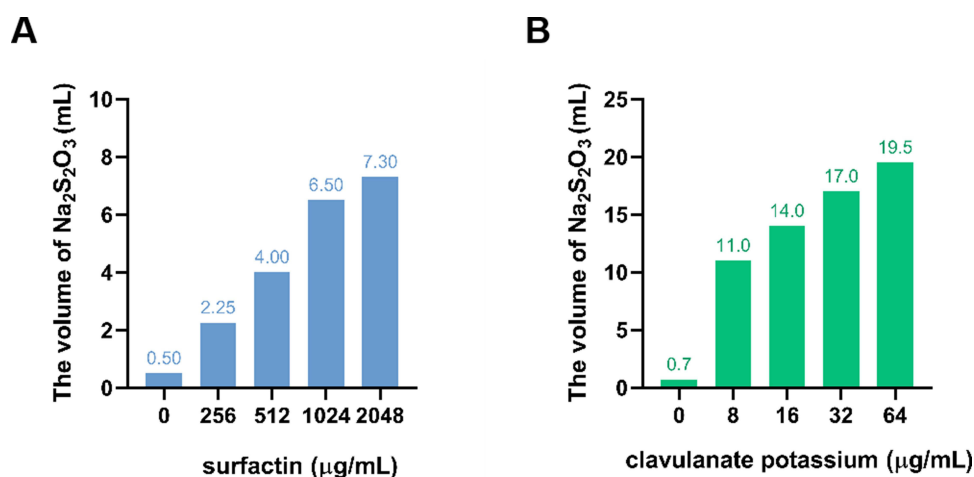 A
The volume of Na₂S₂O₃ (mL)
10
8
6
4
2
0
0.50
2.25
4.00
6.50
7.30
0 256 512 1024 2048
surfactin (μg/mL)
B
The volume of Na₂S₂O₃ (mL)
25
20
15
10
5
0
0.7
11.0
14.0
17.0
19.5
0 8 16 32 64
clavulanate potassium (μg/mL)